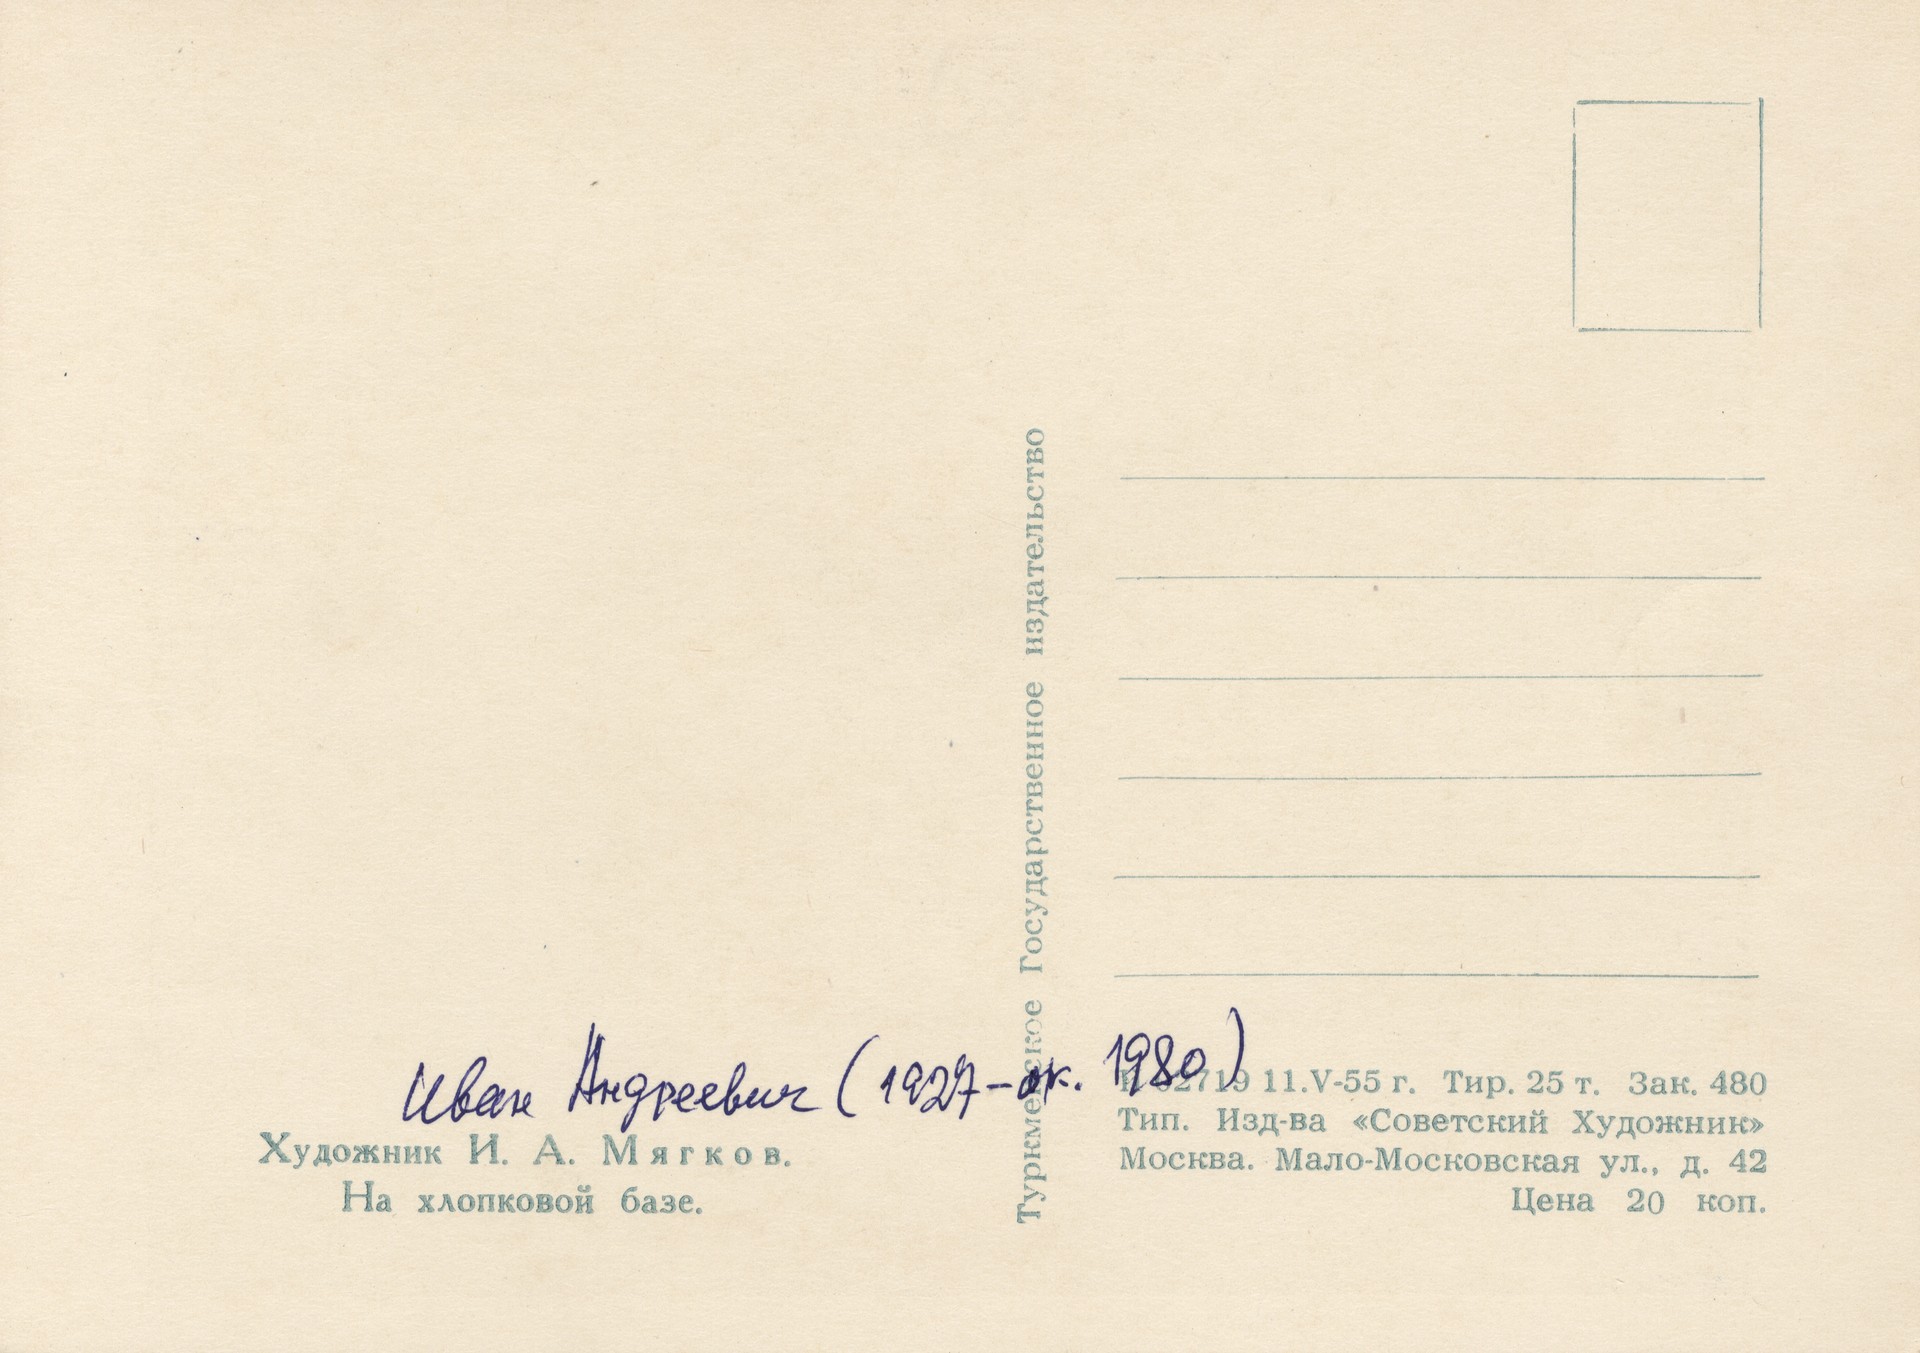 Иван Андреевич (1927 – ок. 1980)
Художник И. А. Мягков.
На хлопковой базе.
Туркменское Государственное издательство
02719 11.V-55 г. Тир. 25 т. Зак. 480
Тип. Изд-ва «Советский Художник»
Москва. Мало-Московская ул., д. 42
Цена 20 коп.